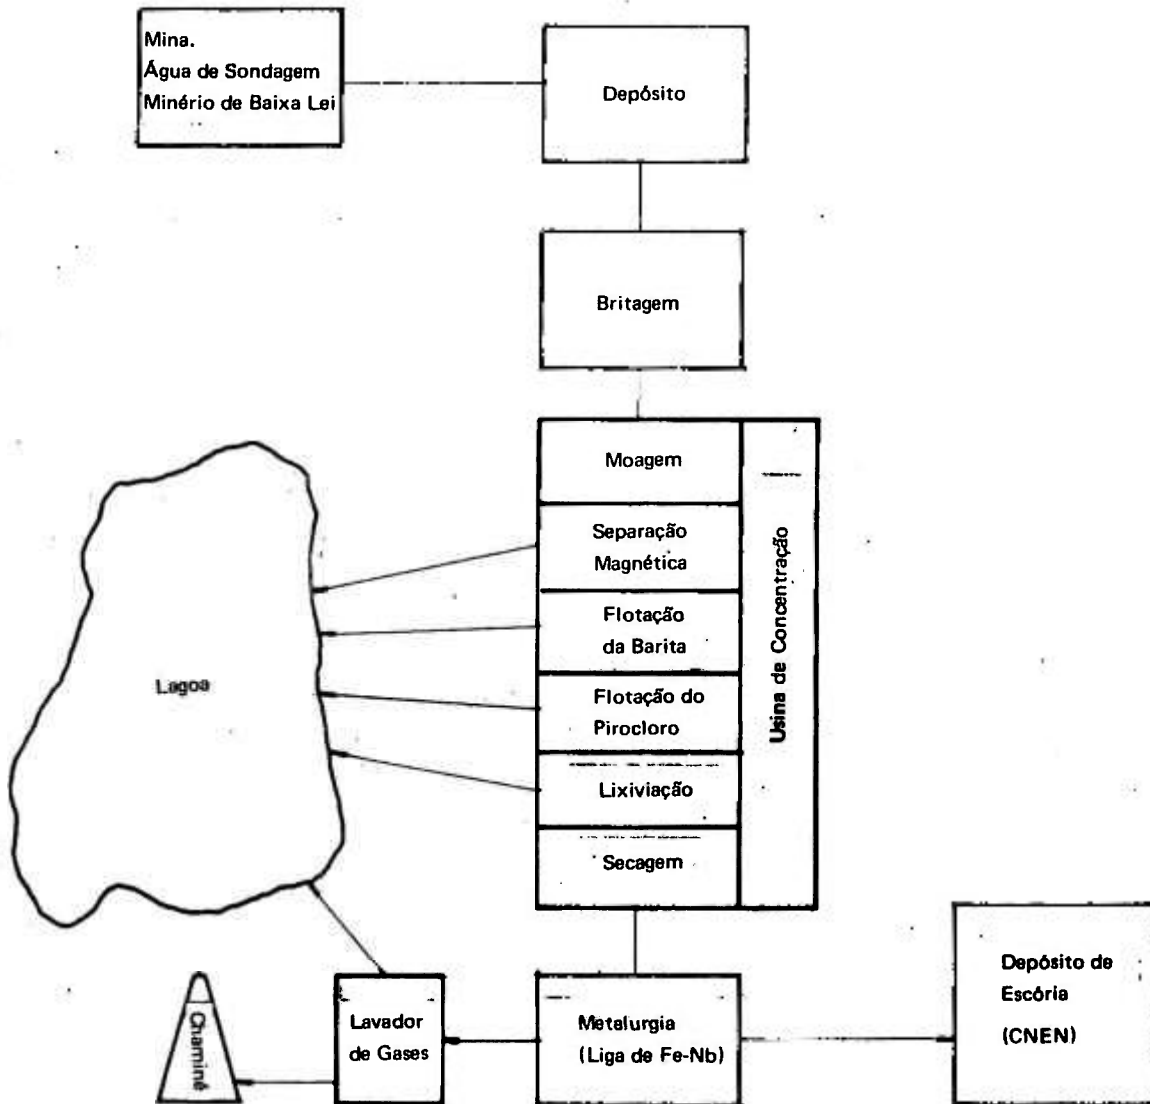 Mina.
Água de Sondagem
Minério de Baixa Lei
Depósito
Britagem
Moagem
Separação
Magnética
Flotação
da Barita
Flotação do
Pirocloro
Lixiviação
Secagem
Usina de Concentração
Lagoa
Depósito de
Escória
(CNEN)
Metalurgia
(Liga de Fe-Nb)
Lavador
de Gases
Chaminé